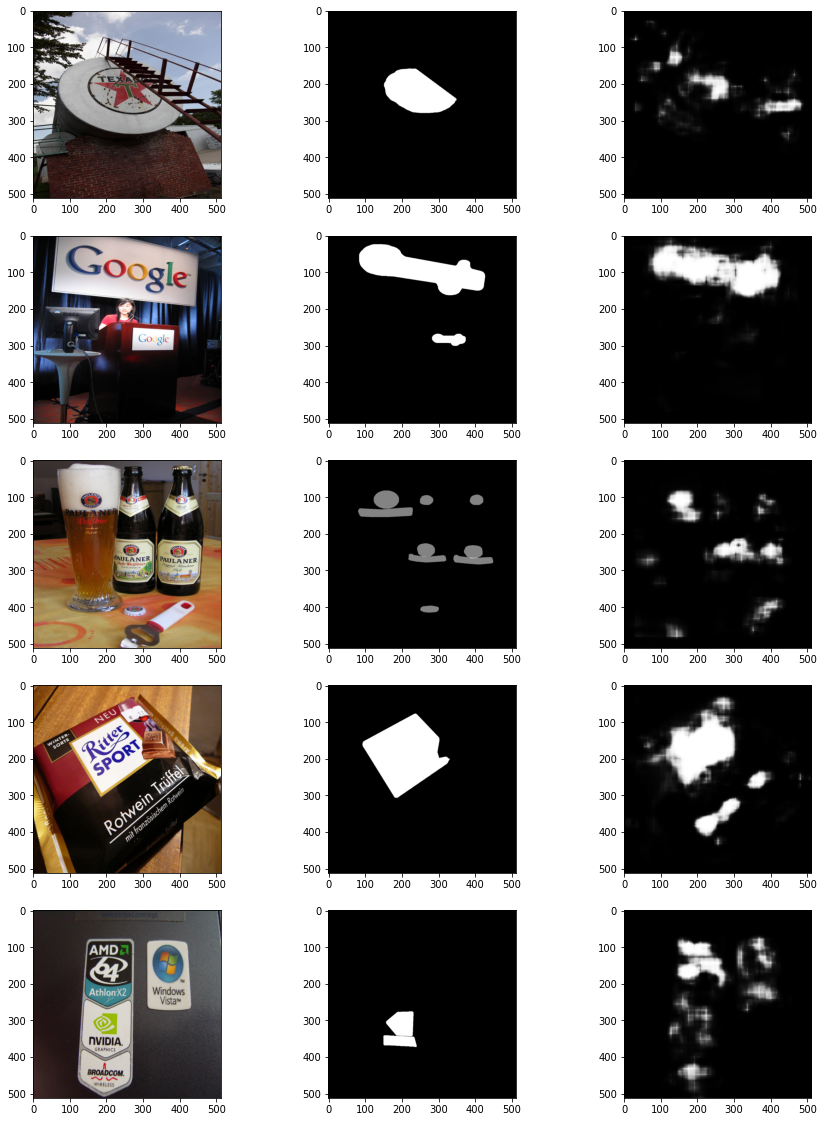 0 0 0
100 100 100
200 200 200
300 300 300
400 400 400
500 500 500
0 100 200 300 400 500 0 100 200 300 400 500 0 100 200 300 400 500
Google™
Google
0 0 0
100 100 100
200 200 200
300 300 300
400 400 400
500 500 500
0 100 200 300 400 500 0 100 200 300 400 500 0 100 200 300 400 500
PAULANER
PAULANER
PAULANER
0 0 0
100 100 100
200 200 200
300 300 300
400 400 400
500 500 500
0 100 200 300 400 500 0 100 200 300 400 500 0 100 200 300 400 500
NEU
WINTER-
SORTE
Ritter
SPORT
Rotwein Trüffel
mit französischem Rotwein
0 0 0
100 100 100
200 200 200
300 300 300
400 400 400
500 500 500
0 100 200 300 400 500 0 100 200 300 400 500 0 100 200 300 400 500
AMD
64
Athlon X2
Windows
Vista™
NVIDIA
GRAPHICS
BROADCOM
WIRELESS
0 0 0
100 100 100
200 200 200
300 300 300
400 400 400
500 500 500
0 100 200 300 400 500 0 100 200 300 400 500 0 100 200 300 400 500